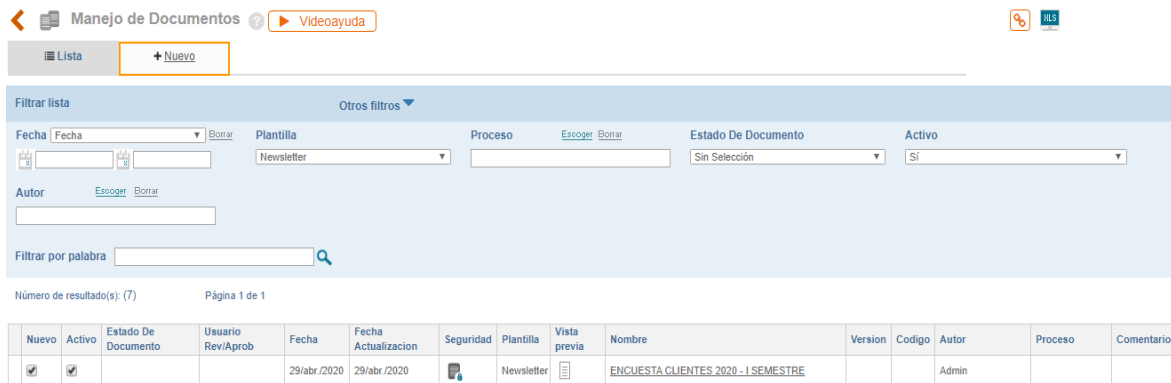 Manejo de Documentos ? Videoayuda XLS
Lista + Nuevo
Filtrar lista Otros filtros
Fecha Fecha Borrar Plantilla Proceso Escoger Borrar Estado De Documento Activo
Newsletter Sin Selección Sí
Autor Escoger Borrar
Filtrar por palabra
Número de resultado(s): (7) Página 1 de 1
Nuevo Activo Estado De Documento Usuario Rev/Aprob Fecha Fecha Actualizacion Seguridad Plantilla Vista previa Nombre Version Codigo Autor Proceso Comentario
29/abr./2020 29/abr./2020 Newsletter ENCUESTA CLIENTES 2020 - I SEMESTRE Admin